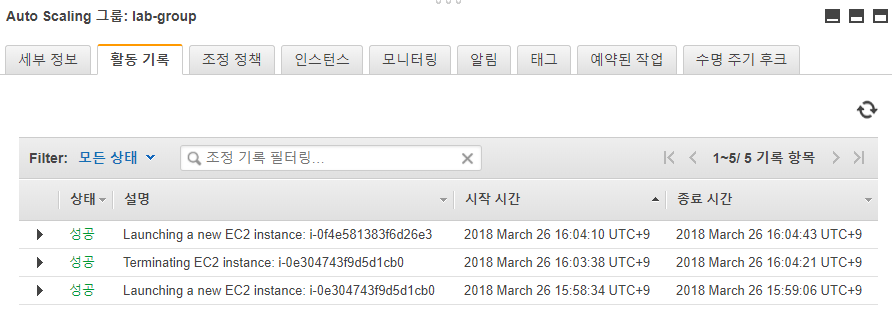 Auto Scaling 그룹: lab-group
세부 정보 활동 기록 조정 정책 인스턴스 모니터링 알림 태그 예약된 작업 수명 주기 후크
Filter: 모든 상태 조정 기록 필터링... 1~5/ 5 기록 항목
상태 설명 시작 시간 종료 시간
성공 Launching a new EC2 instance: i-0f4e581383f6d26e3 2018 March 26 16:04:10 UTC+9 2018 March 26 16:04:43 UTC+9
성공 Terminating EC2 instance: i-0e304743f9d5d1cb0 2018 March 26 16:03:38 UTC+9 2018 March 26 16:04:21 UTC+9
성공 Launching a new EC2 instance: i-0e304743f9d5d1cb0 2018 March 26 15:58:34 UTC+9 2018 March 26 15:59:06 UTC+9